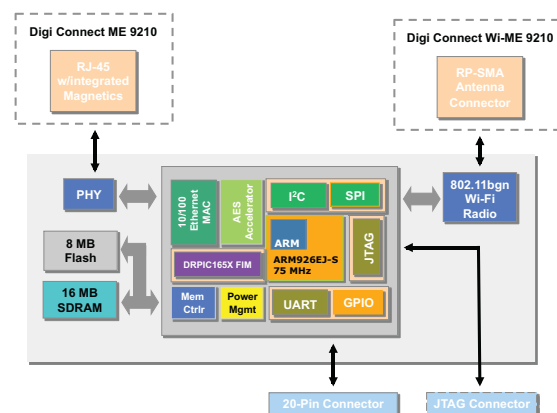 Digi Connect ME 9210
RJ-45
w/integrated
Magnetics
Digi Connect Wi-ME 9210
RP-SMA
Antenna
Connector
PHY
10/100
Ethernet
MAC
AES
Accelerator
I²C
SPI
802.11bgn
Wi-Fi
Radio
8 MB
Flash
ARM
ARM926EJ-S
75 MHz
JTAG
DRPIC165X FIM
16 MB
SDRAM
Mem
Ctrlr
Power
Mgmt
UART
GPIO
20-Pin Connector
JTAG Connector